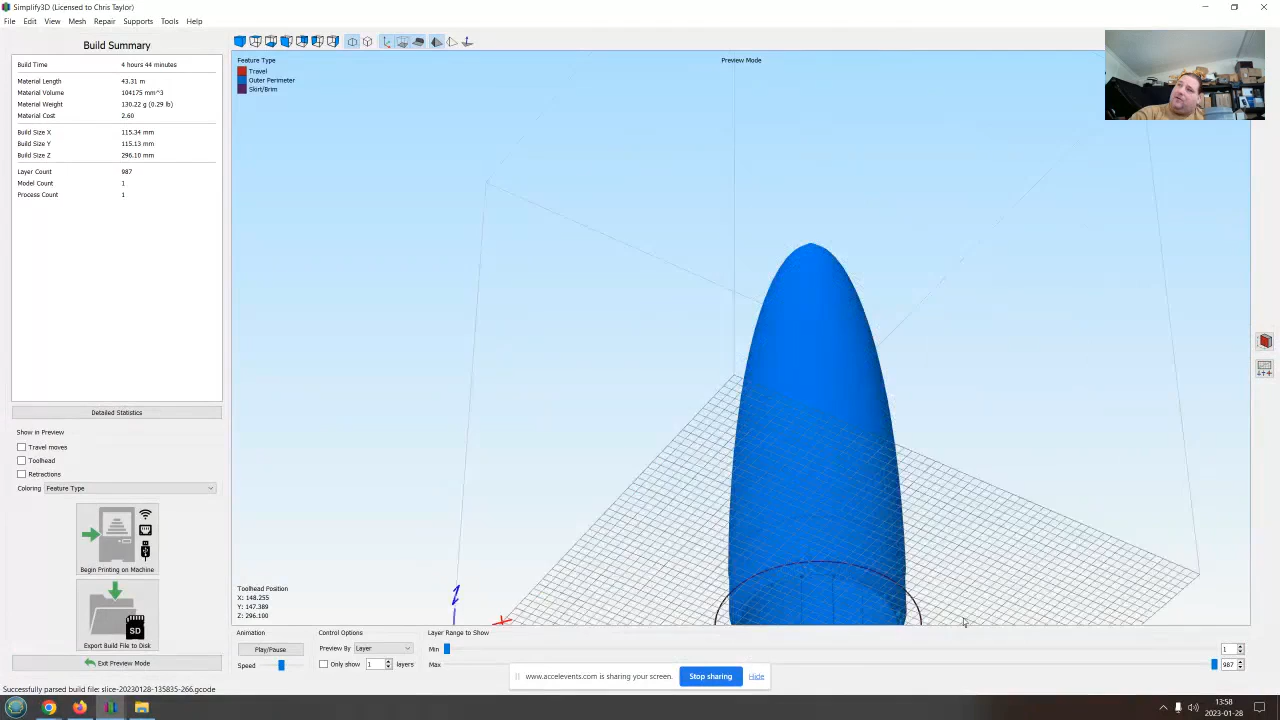 Simplify3D (Licensed to Chris Taylor)
File Edit View Mesh Repair Supports Tools Help
Build Summary
Build Time 4 hours 44 minutes
Material Length 43.31 m
Material Volume 104175 mm^3
Material Weight 130.22 g (0.29 lb)
Material Cost 2.60
Build Size X 115.34 mm
Build Size Y 115.13 mm
Build Size Z 296.10 mm
Layer Count 987
Model Count 1
Process Count 1
Feature Type
Travel
Outer Perimeter
Skirt/Brim
Preview Mode
Detailed Statistics
Show in Preview
Travel moves
Toolhead
Retractions
Coloring Feature Type
Begin Printing on Machine
SD
Export Build File to Disk
Exit Preview Mode
Toolhead Position
X: 148.255
Y: 147.389
Z: 296.100
Animation
Play/Pause
Speed
Control Options
Preview By Layer
Only show 1 layers
Layer Range to Show
Min 1
Max 987
www.accelevents.com is sharing your screen. Stop sharing Hide
Successfully parsed build file: slice-20230128-135835-266.gcode
13:58
2023-01-28